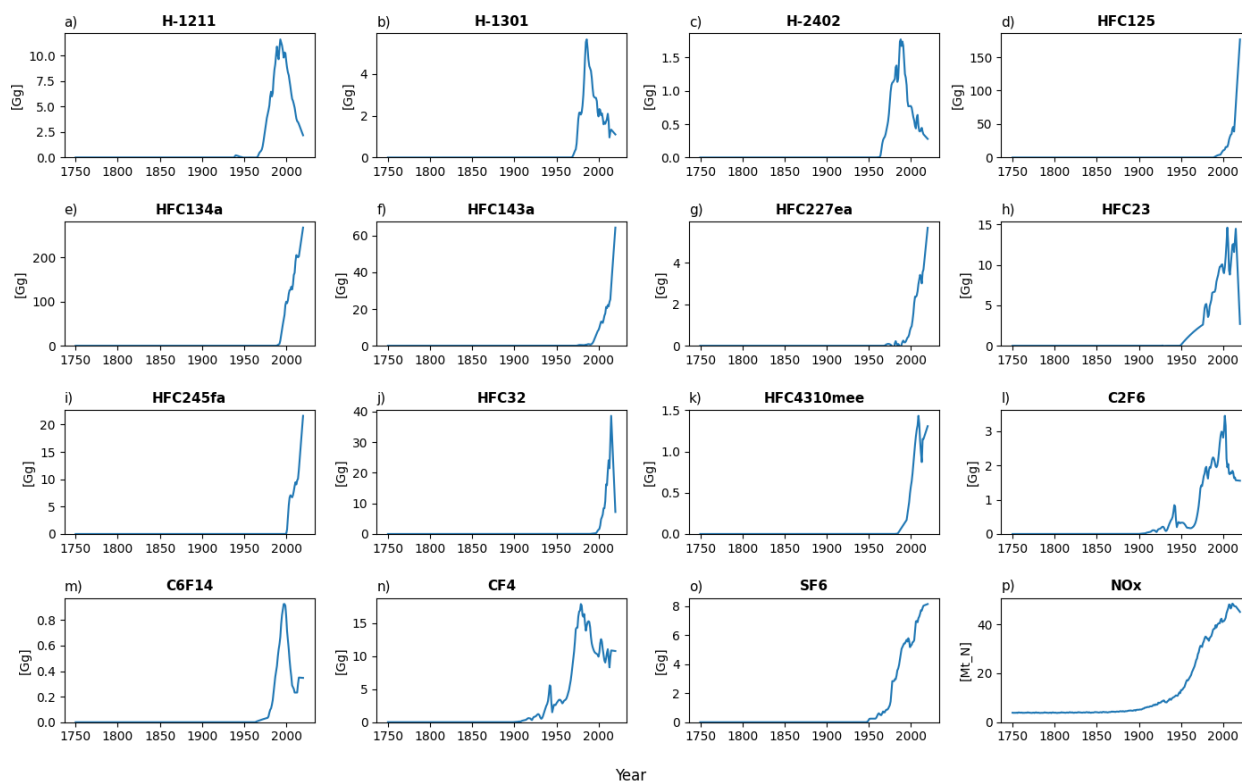 a) H-1211
b) H-1301
c) H-2402
d) HFC125
[Gg] 10.0 7.5 5.0 2.5 0.0
[Gg] 4 2 0
[Gg] 1.5 1.0 0.5 0.0
[Gg] 150 100 50 0
1750 1800 1850 1900 1950 2000
1750 1800 1850 1900 1950 2000
1750 1800 1850 1900 1950 2000
1750 1800 1850 1900 1950 2000
e) HFC134a
f) HFC143a
g) HFC227ea
h) HFC23
[Gg] 200 100 0
[Gg] 60 40 20 0
[Gg] 4 2 0
[Gg] 15 10 5 0
1750 1800 1850 1900 1950 2000
1750 1800 1850 1900 1950 2000
1750 1800 1850 1900 1950 2000
1750 1800 1850 1900 1950 2000
i) HFC245fa
j) HFC32
k) HFC4310mee
l) C2F6
[Gg] 20 15 10 5 0
[Gg] 40 30 20 10 0
[Gg] 1.5 1.0 0.5 0.0
[Gg] 3 2 1 0
1750 1800 1850 1900 1950 2000
1750 1800 1850 1900 1950 2000
1750 1800 1850 1900 1950 2000
1750 1800 1850 1900 1950 2000
m) C6F14
n) CF4
o) SF6
p) NOx
[Gg] 0.8 0.6 0.4 0.2 0.0
[Gg] 15 10 5 0
[Gg] 8 6 4 2 0
[Mt_N] 40 20 0
1750 1800 1850 1900 1950 2000
1750 1800 1850 1900 1950 2000
1750 1800 1850 1900 1950 2000
1750 1800 1850 1900 1950 2000
Year